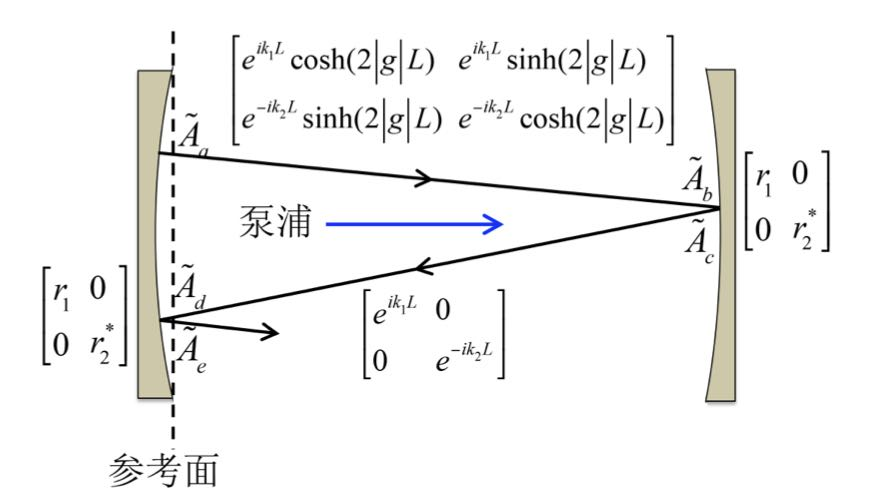 [e^{ik_1L} cosh(2|g|L) e^{ik_1L} sinh(2|g|L)
e^{-ik_2L} sinh(2|g|L) e^{-ik_2L} cosh(2|g|L)]
Ã_a
Ã_b
[r_1 0
0 r_2^*]
泵浦
Ã_c
[r_1 0
0 r_2^*]
Ã_d
Ã_e
[e^{ik_1L} 0
0 e^{-ik_2L}]
参考面